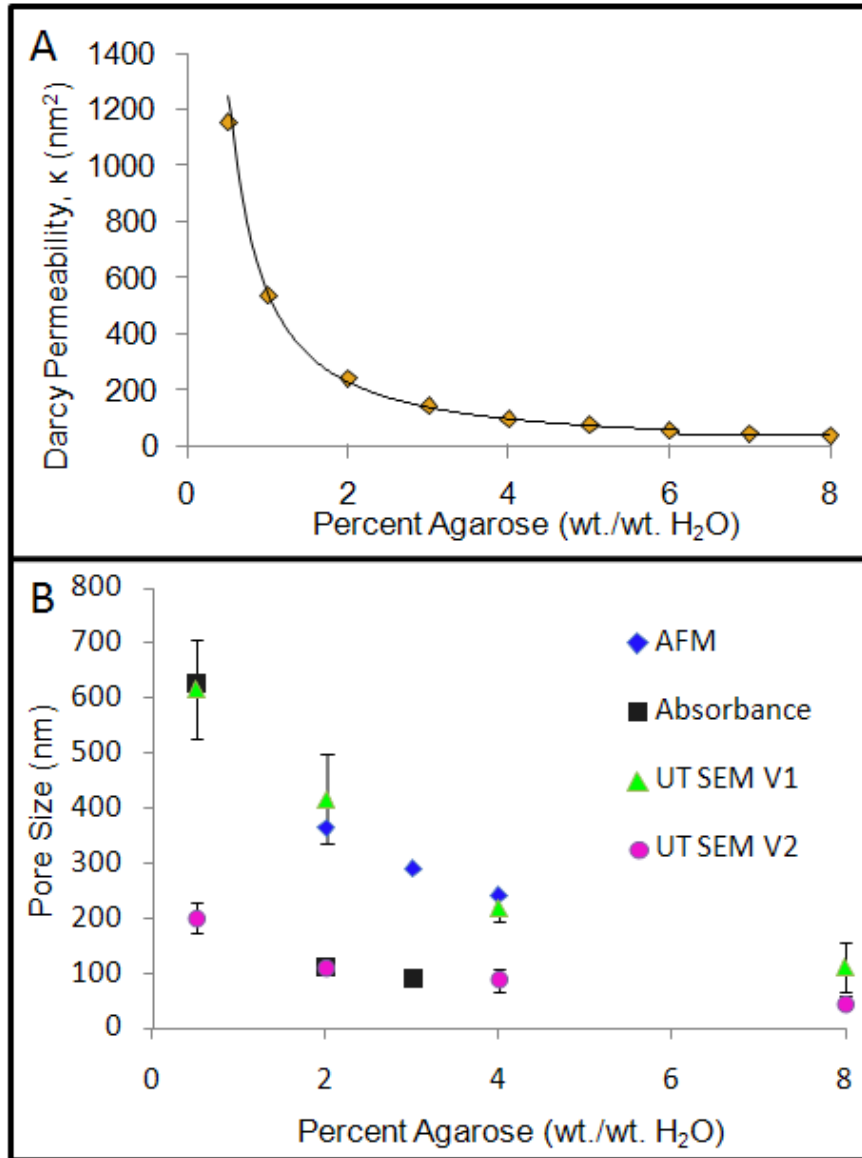 A
1400
1200
1000
800
600
400
200
0
Darcy Permeability, κ (nm²)
0 2 4 6 8
Percent Agarose (wt./wt. H₂O)
B
800
700
600
500
400
300
200
100
0
Pore Size (nm)
AFM
Absorbance
UT SEM V1
UT SEM V2
0 2 4 6 8
Percent Agarose (wt./wt. H₂O)